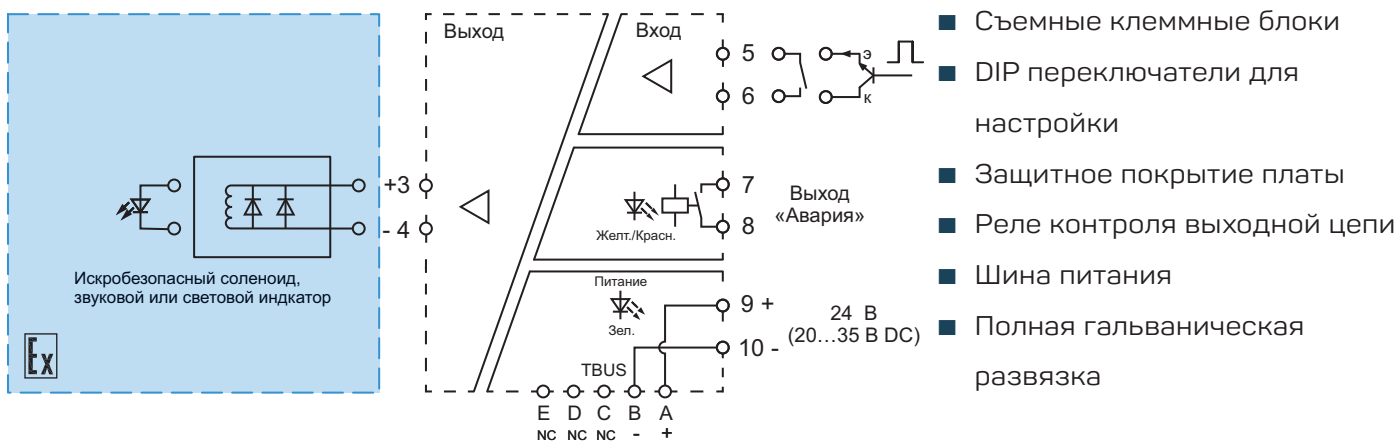 Выход
Вход
5
э
6
к
+3
- 4
7
8
Выход
«Авария»
Желт./Красн.
Искробезопасный соленоид,
звуковой или световой индкатор
Ex
Питание
Зел.
9 +
10 -
24 В
(20…35 В DC)
TBUS
E D C B A
NC NC NC - +
Съемные клеммные блоки
DIP переключатели для
настройки
Защитное покрытие платы
Реле контроля выходной цепи
Шина питания
Полная гальваническая
развязка